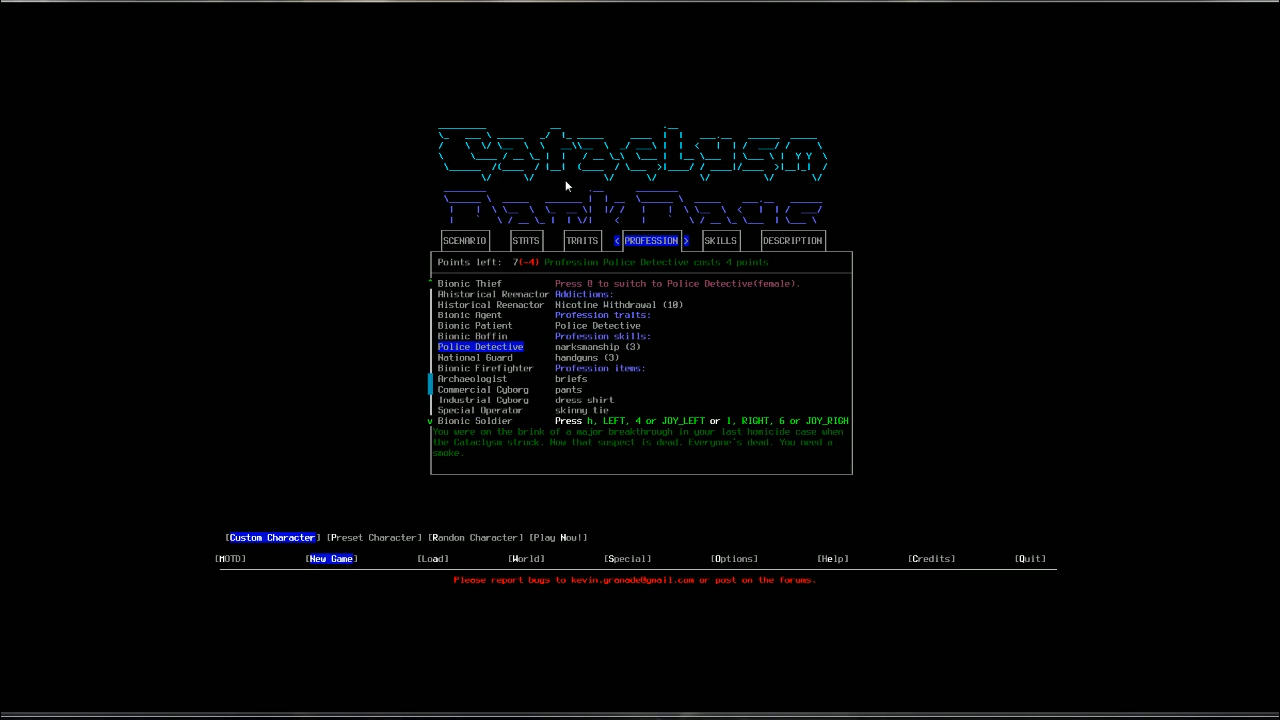 Cataclysm
Dark Days
SCENARIO STATS TRAITS < PROFESSION > SKILLS DESCRIPTION
Points left: 7(-4) Profession Police Detective costs 4 points
Bionic Thief Press @ to switch to Police Detective(female).
Ahistorical Reenactor Addictions:
Historical Reenactor Nicotine Withdrawal (10)
Bionic Agent Profession traits:
Bionic Patient Police Detective
Bionic Boffin Profession skills:
Police Detective marksmanship (3)
National Guard handguns (3)
Bionic Firefighter Profession items:
Archaeologist briefs
Commercial Cyborg pants
Industrial Cyborg dress shirt
Special Operator skinny tie
v Bionic Soldier Press h, LEFT, 4 or JOY_LEFT or l, RIGHT, 6 or JOY_RIGH
You were on the brink of a major breakthrough in your last homicide case when
the Cataclysm struck. Now that suspect is dead. Everyone's dead. You need a
smoke.
[Custom Character] [Preset Character] [Random Character] [Play Now!]
[MOTD] [New Game] [Load] [World] [Special] [Options] [Help] [Credits] [Quit]
Please report bugs to kevin.granade@gmail.com or post on the forums.